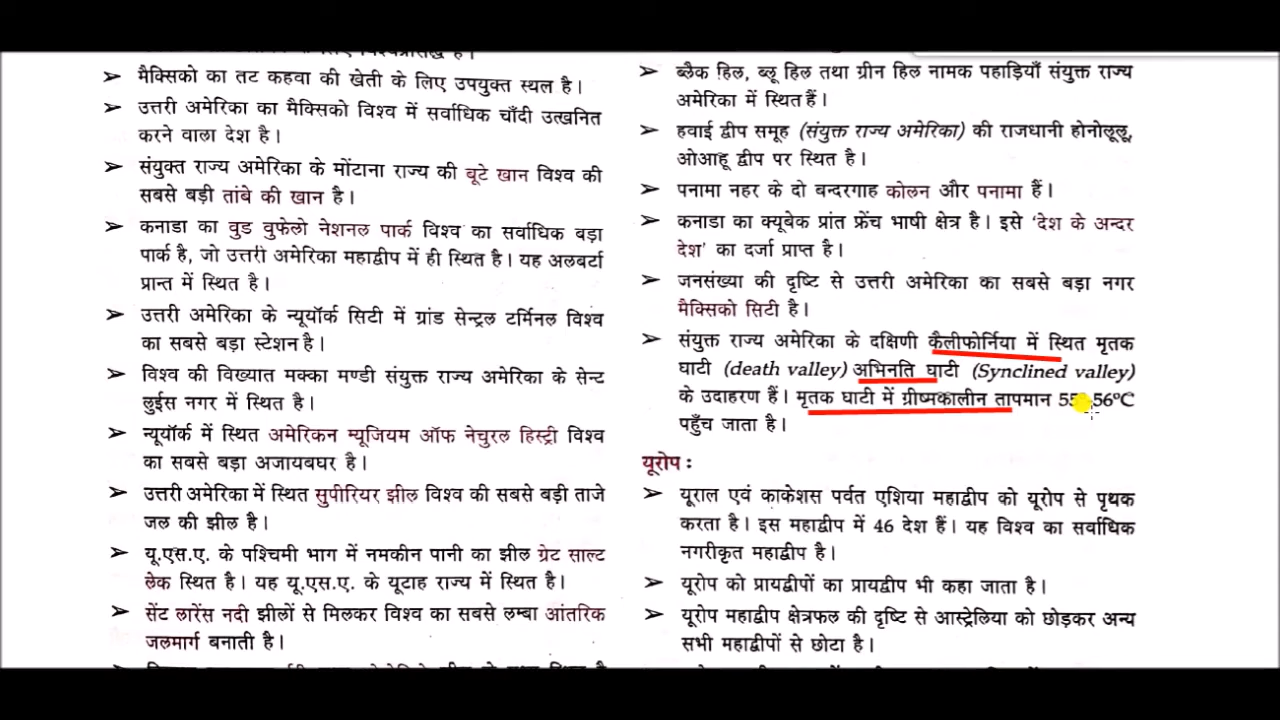 ➢ मैक्सिको का तट कहवा की खेती के लिए उपयुक्त स्थल है।
➢ उत्तरी अमेरिका का मैक्सिको विश्व में सर्वाधिक चाँदी उत्खनित
करने वाला देश है।
➢ संयुक्त राज्य अमेरिका के मोंटाना राज्य की बूटे खान विश्व की
सबसे बड़ी तांबे की खान है।
➢ कनाडा का वुड वुफेलो नेशनल पार्क विश्व का सर्वाधिक बड़ा
पार्क है, जो उत्तरी अमेरिका महाद्वीप में ही स्थित है। यह अलबर्टा
प्रान्त में स्थित है।
➢ उत्तरी अमेरिका के न्यूयॉर्क सिटी में ग्रांड सेन्ट्रल टर्मिनल विश्व
का सबसे बड़ा स्टेशन है।
➢ विश्व की विख्यात मक्का मण्डी संयुक्त राज्य अमेरिका के सेन्ट
लुईस नगर में स्थित है।
➢ न्यूयॉर्क में स्थित अमेरिकन म्यूजियम ऑफ नेचुरल हिस्ट्री विश्व
का सबसे बड़ा अजायबघर है।
➢ उत्तरी अमेरिका में स्थित सुपीरियर झील विश्व की सबसे बड़ी ताजे
जल की झील है।
➢ यू.एस.ए. के पश्चिमी भाग में नमकीन पानी का झील ग्रेट साल्ट
लेक स्थित है। यह यू.एस.ए. के यूटाह राज्य में स्थित है।
➢ सेंट लारेंस नदी झीलों से मिलकर विश्व का सबसे लम्बा आंतरिक
जलमार्ग बनाती है।
➢ ब्लैक हिल, ब्लू हिल तथा ग्रीन हिल नामक पहाड़ियाँ संयुक्त राज्य
अमेरिका में स्थित हैं।
➢ हवाई द्वीप समूह (संयुक्त राज्य अमेरिका) की राजधानी होनोलूलू,
ओआहू द्वीप पर स्थित है।
➢ पनामा नहर के दो बन्दरगाह कोलन और पनामा हैं।
➢ कनाडा का क्यूबेक प्रांत फ्रेंच भाषी क्षेत्र है। इसे ‘देश के अन्दर
देश’ का दर्जा प्राप्त है।
➢ जनसंख्या की दृष्टि से उत्तरी अमेरिका का सबसे बड़ा नगर
मैक्सिको सिटी है।
➢ संयुक्त राज्य अमेरिका के दक्षिणी कैलीफोर्निया में स्थित मृतक
घाटी (death valley) अभिनति घाटी (Synclined valley)
के उदाहरण हैं। मृतक घाटी में ग्रीष्मकालीन तापमान 55 56°C
पहुँच जाता है।
यूरोप :
➢ यूराल एवं काकेशस पर्वत एशिया महाद्वीप को यूरोप से पृथक
करता है। इस महाद्वीप में 46 देश हैं। यह विश्व का सर्वाधिक
नगरीकृत महाद्वीप है।
➢ यूरोप को प्रायद्वीपों का प्रायद्वीप भी कहा जाता है।
➢ यूरोप महाद्वीप क्षेत्रफल की दृष्टि से आस्ट्रेलिया को छोड़कर अन्य
सभी महाद्वीपों से छोटा है।